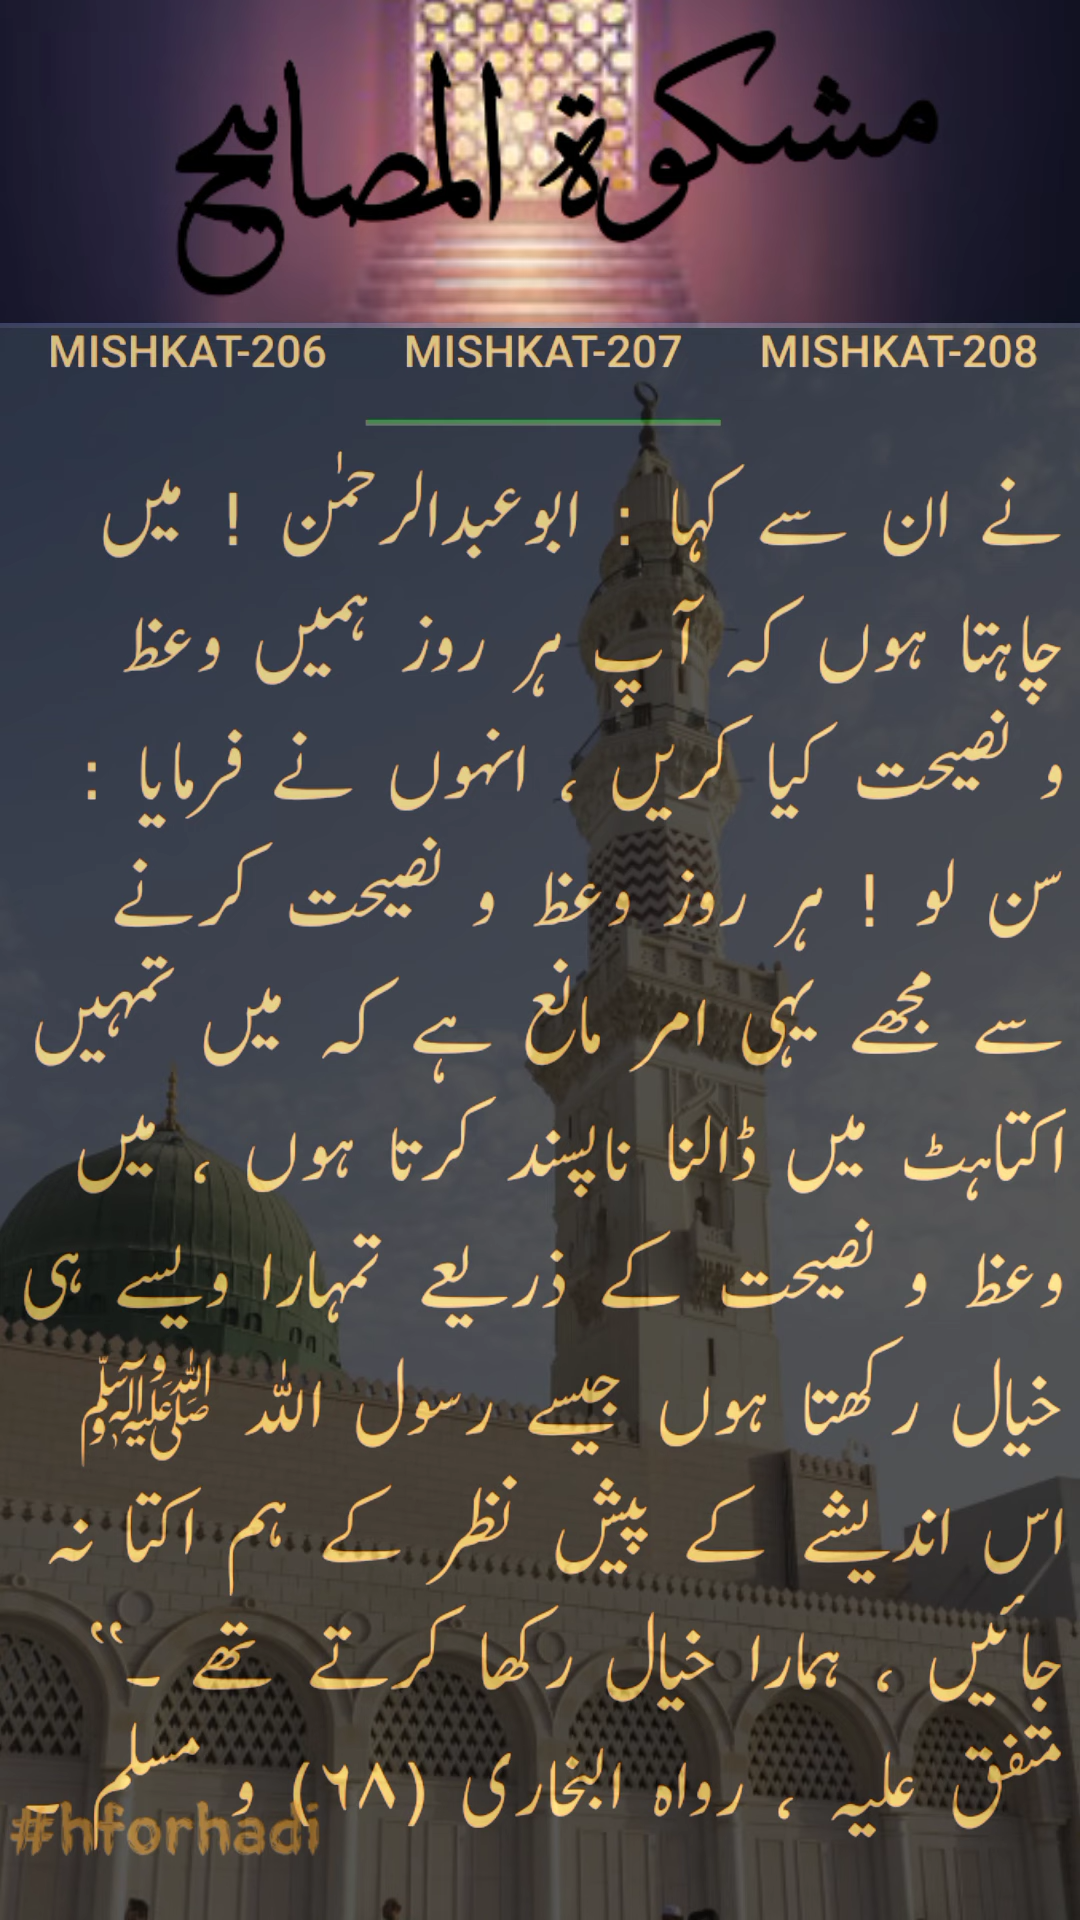 مشكوة المصابيح
MISHKAT-206 MISHKAT-207 MISHKAT-208
نے ان سے کہا : ابوعبدالرحمٰن ! میں
چاہتا ہوں کہ آپ ہر روز ہمیں وعظ
و نصیحت کیا کریں ، انہوں نے فرمایا :
سن لو ! ہر روز وعظ و نصیحت کرنے
سے مجھے یہی امر مانع ہے کہ میں تمہیں
اکتاہٹ میں ڈالنا ناپسند کرتا ہوں ، میں
وعظ و نصیحت کے ذریعے تمہارا ویسے ہی
خیال رکھتا ہوں جیسے رسول اللہ ﷺ
اس اندیشے کے پیش نظر کے ہم اکتا نہ
جائیں ، ہمارا خیال رکھا کرتے تھے ۔‘‘
متفق علیہ ، رواہ البخاری (٦٨) و مسلم ۔
#hforhadi